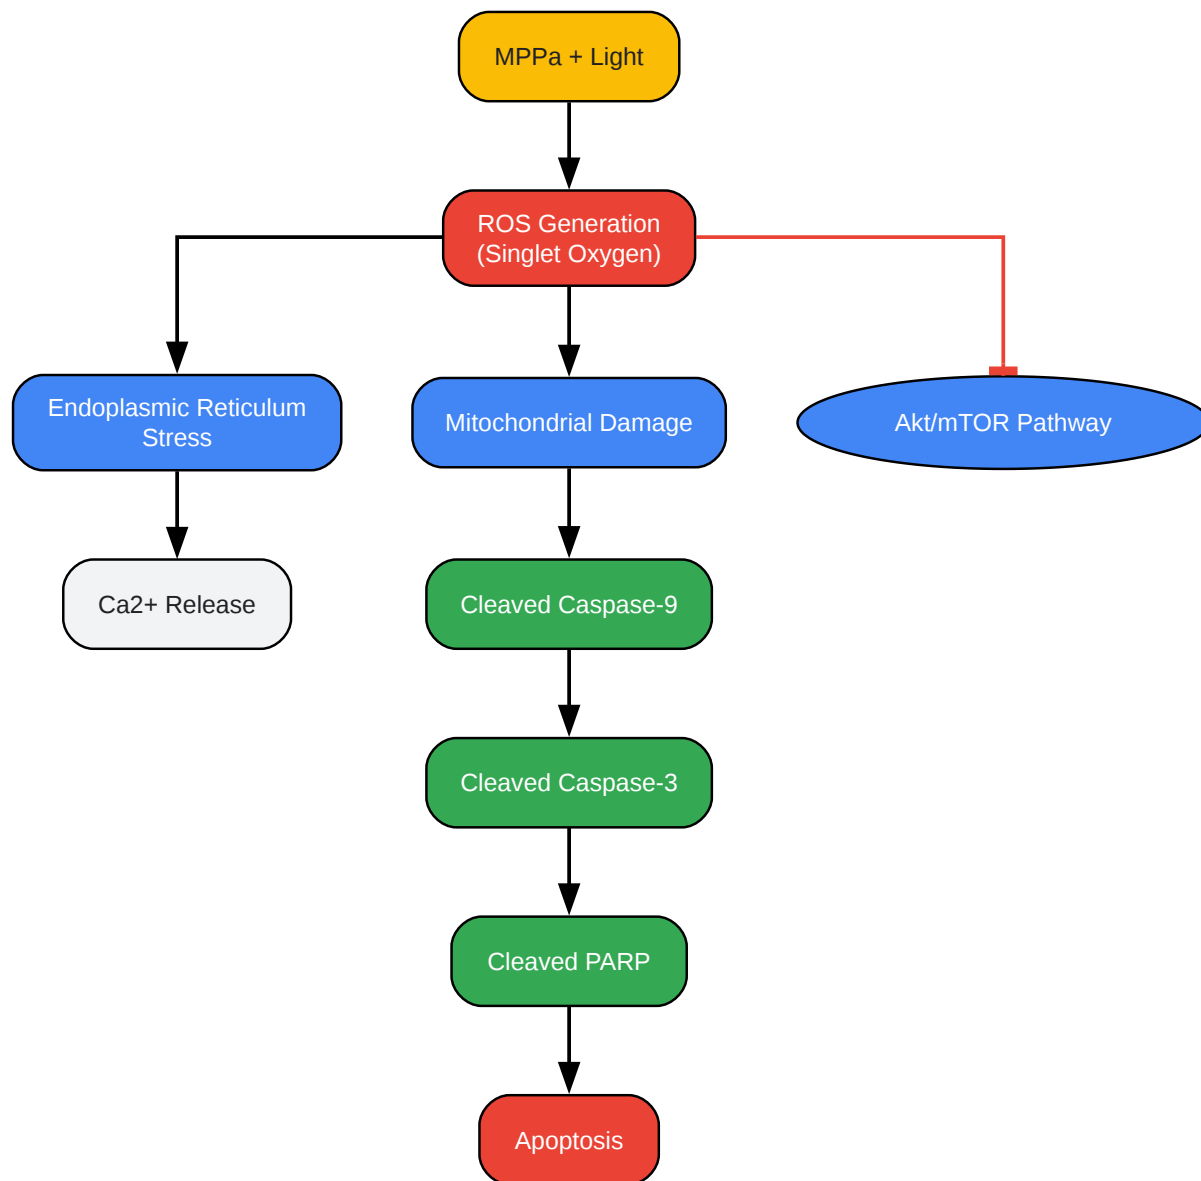 MPPa + Light
ROS Generation
(Singlet Oxygen)
Endoplasmic Reticulum
Stress
Mitochondrial Damage
Akt/mTOR Pathway
Ca2+ Release
Cleaved Caspase-9
Cleaved Caspase-3
Cleaved PARP
Apoptosis